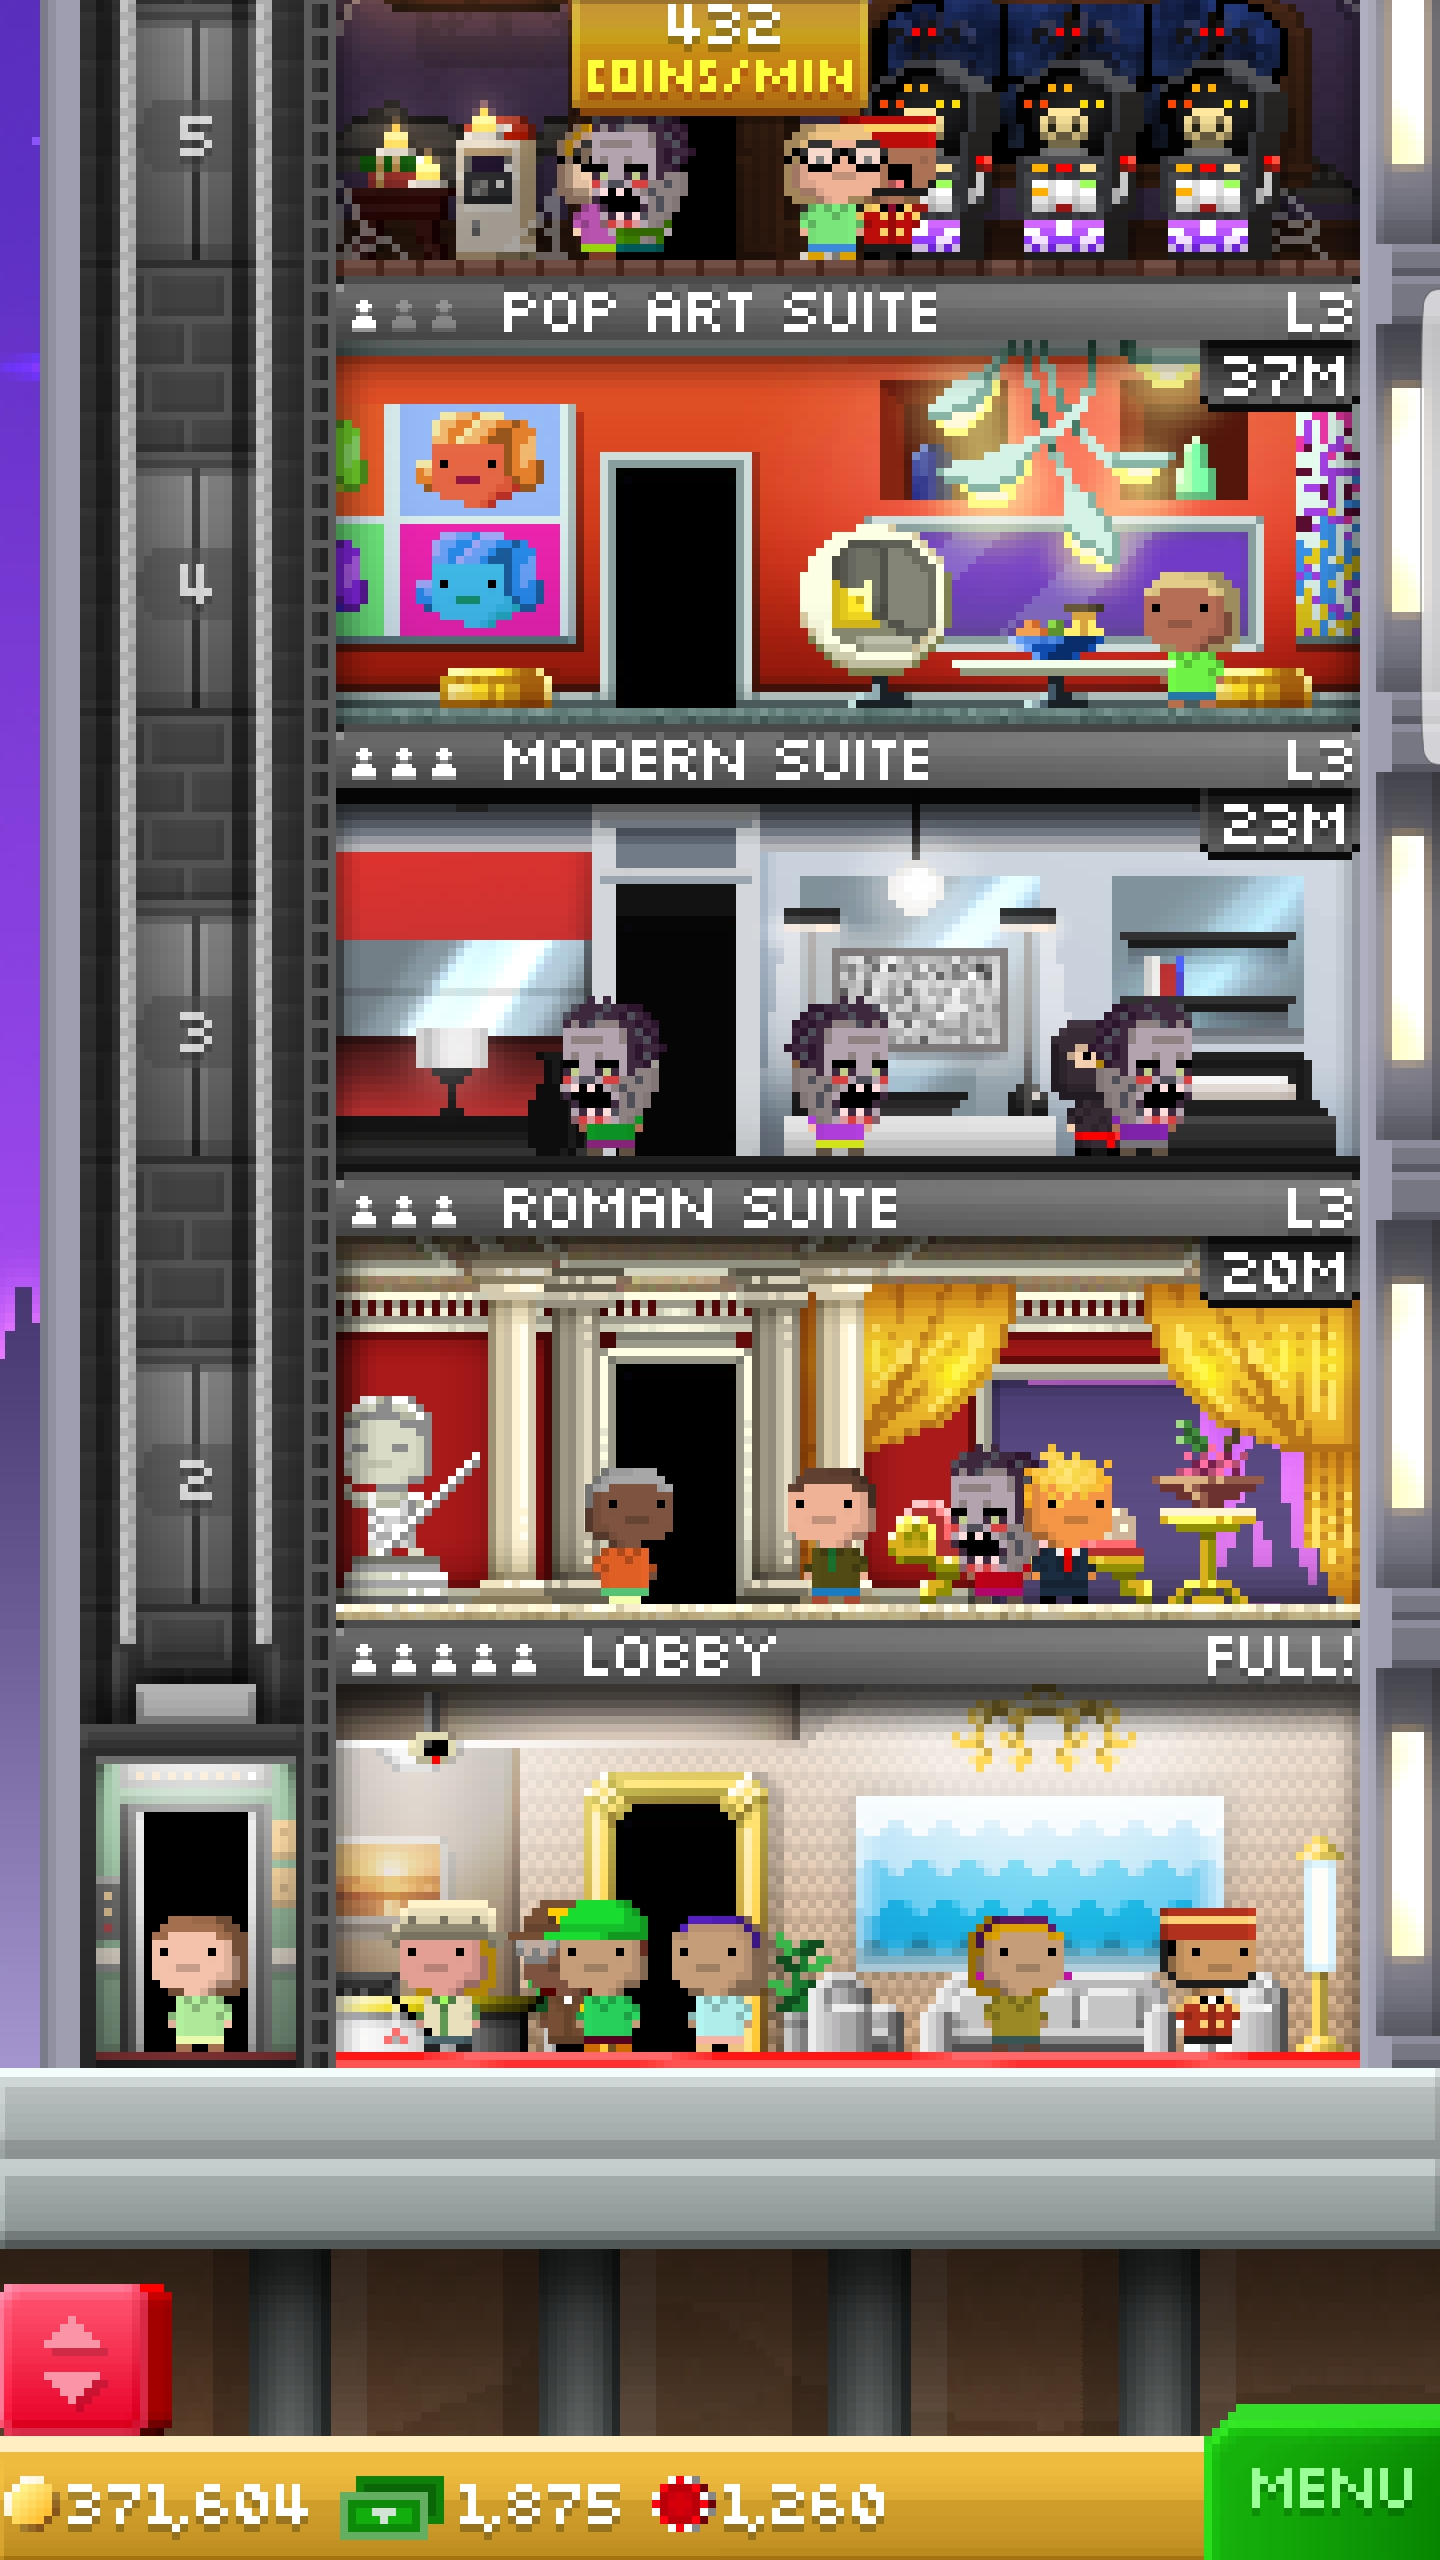 432
COINS/MIN
5
POP ART SUITE L3
37M
4
MODERN SUITE L3
23M
3
ROMAN SUITE L3
20M
2
LOBBY FULL!
371,604 1,875 1,260
MENU